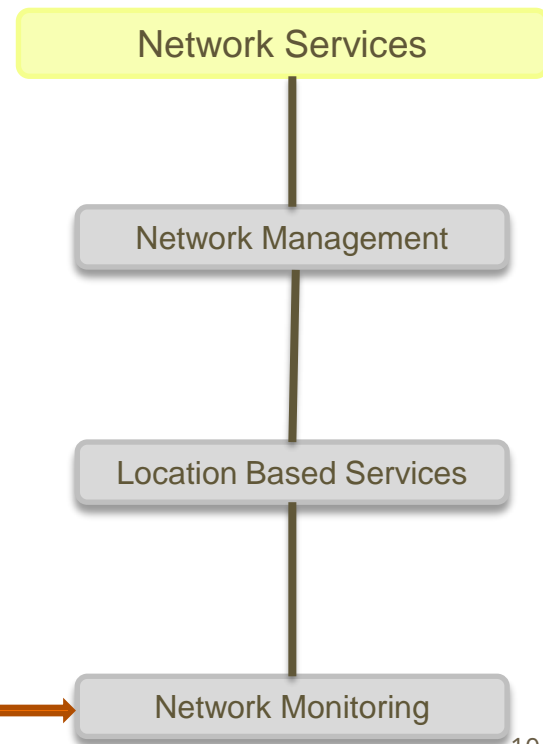 Network Services
Network Management
Location Based Services
Network Monitoring